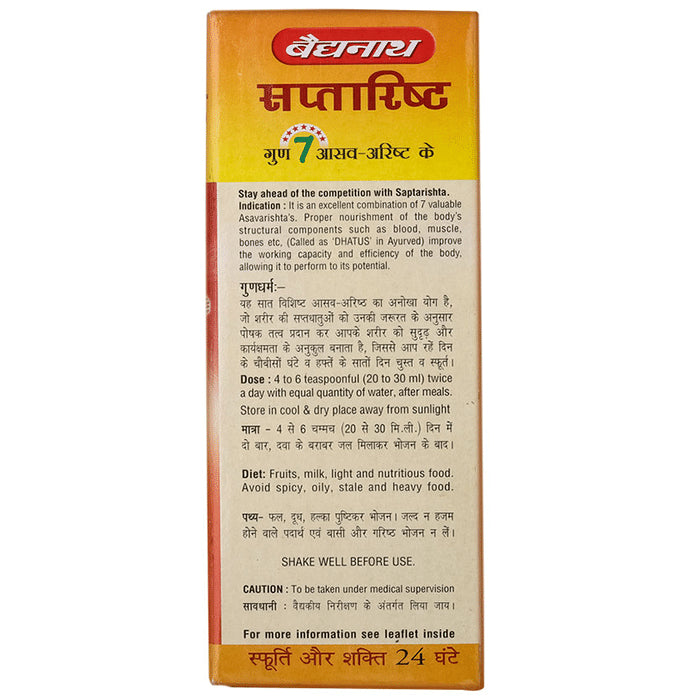 बैद्यनाथ
सप्तारिष्ट
गुण 7 आसव-अरिष्ट के
Stay ahead of the competition with Saptarishta.
Indication : It is an excellent combination of 7 valuable
Asavarishta's. Proper nourishment of the body's
structural components such as blood, muscle,
bones etc, (Called as 'DHATUS' in Ayurved) improve
the working capacity and efficiency of the body,
allowing it to perform to its potential.
गुणधर्मः-
यह सात विशिष्ट आसव-अरिष्ठ का अनोखा योग है,
जो शरीर की सप्तधातुओं को उनकी जरूरत के अनुसार
पोषक तत्व प्रदान कर आपके शरीर को सुदृढ़ और
कार्यक्षमता के अनुकुल बनाता है, जिससे आप रहें दिन
के चौबीसों घंटे व हफ्तें के सातों दिन चुस्त व स्फूर्त।
Dose : 4 to 6 teaspoonful (20 to 30 ml) twice
a day with equal quantity of water, after meals.
Store in cool & dry place away from sunlight
मात्रा - 4 से 6 चम्मच (20 से 30 मि.ली.) दिन में
दो बार, दवा के बराबर जल मिलाकर भोजन के बाद।
Diet: Fruits, milk, light and nutritious food.
Avoid spicy, oily, stale and heavy food.
पथ्य- फल, दूध, हल्का पुष्टिकर भोजन। जल्द न हजम
होने वाले पदार्थ एवं बासी और गरिष्ठ भोजन न लें।
SHAKE WELL BEFORE USE.
CAUTION : To be taken under medical supervision
सावधानी : वैद्यकीय निरीक्षण के अंतर्गत लिया जाय।
For more information see leaflet inside
स्फूर्ति और शक्ति 24 घंटे